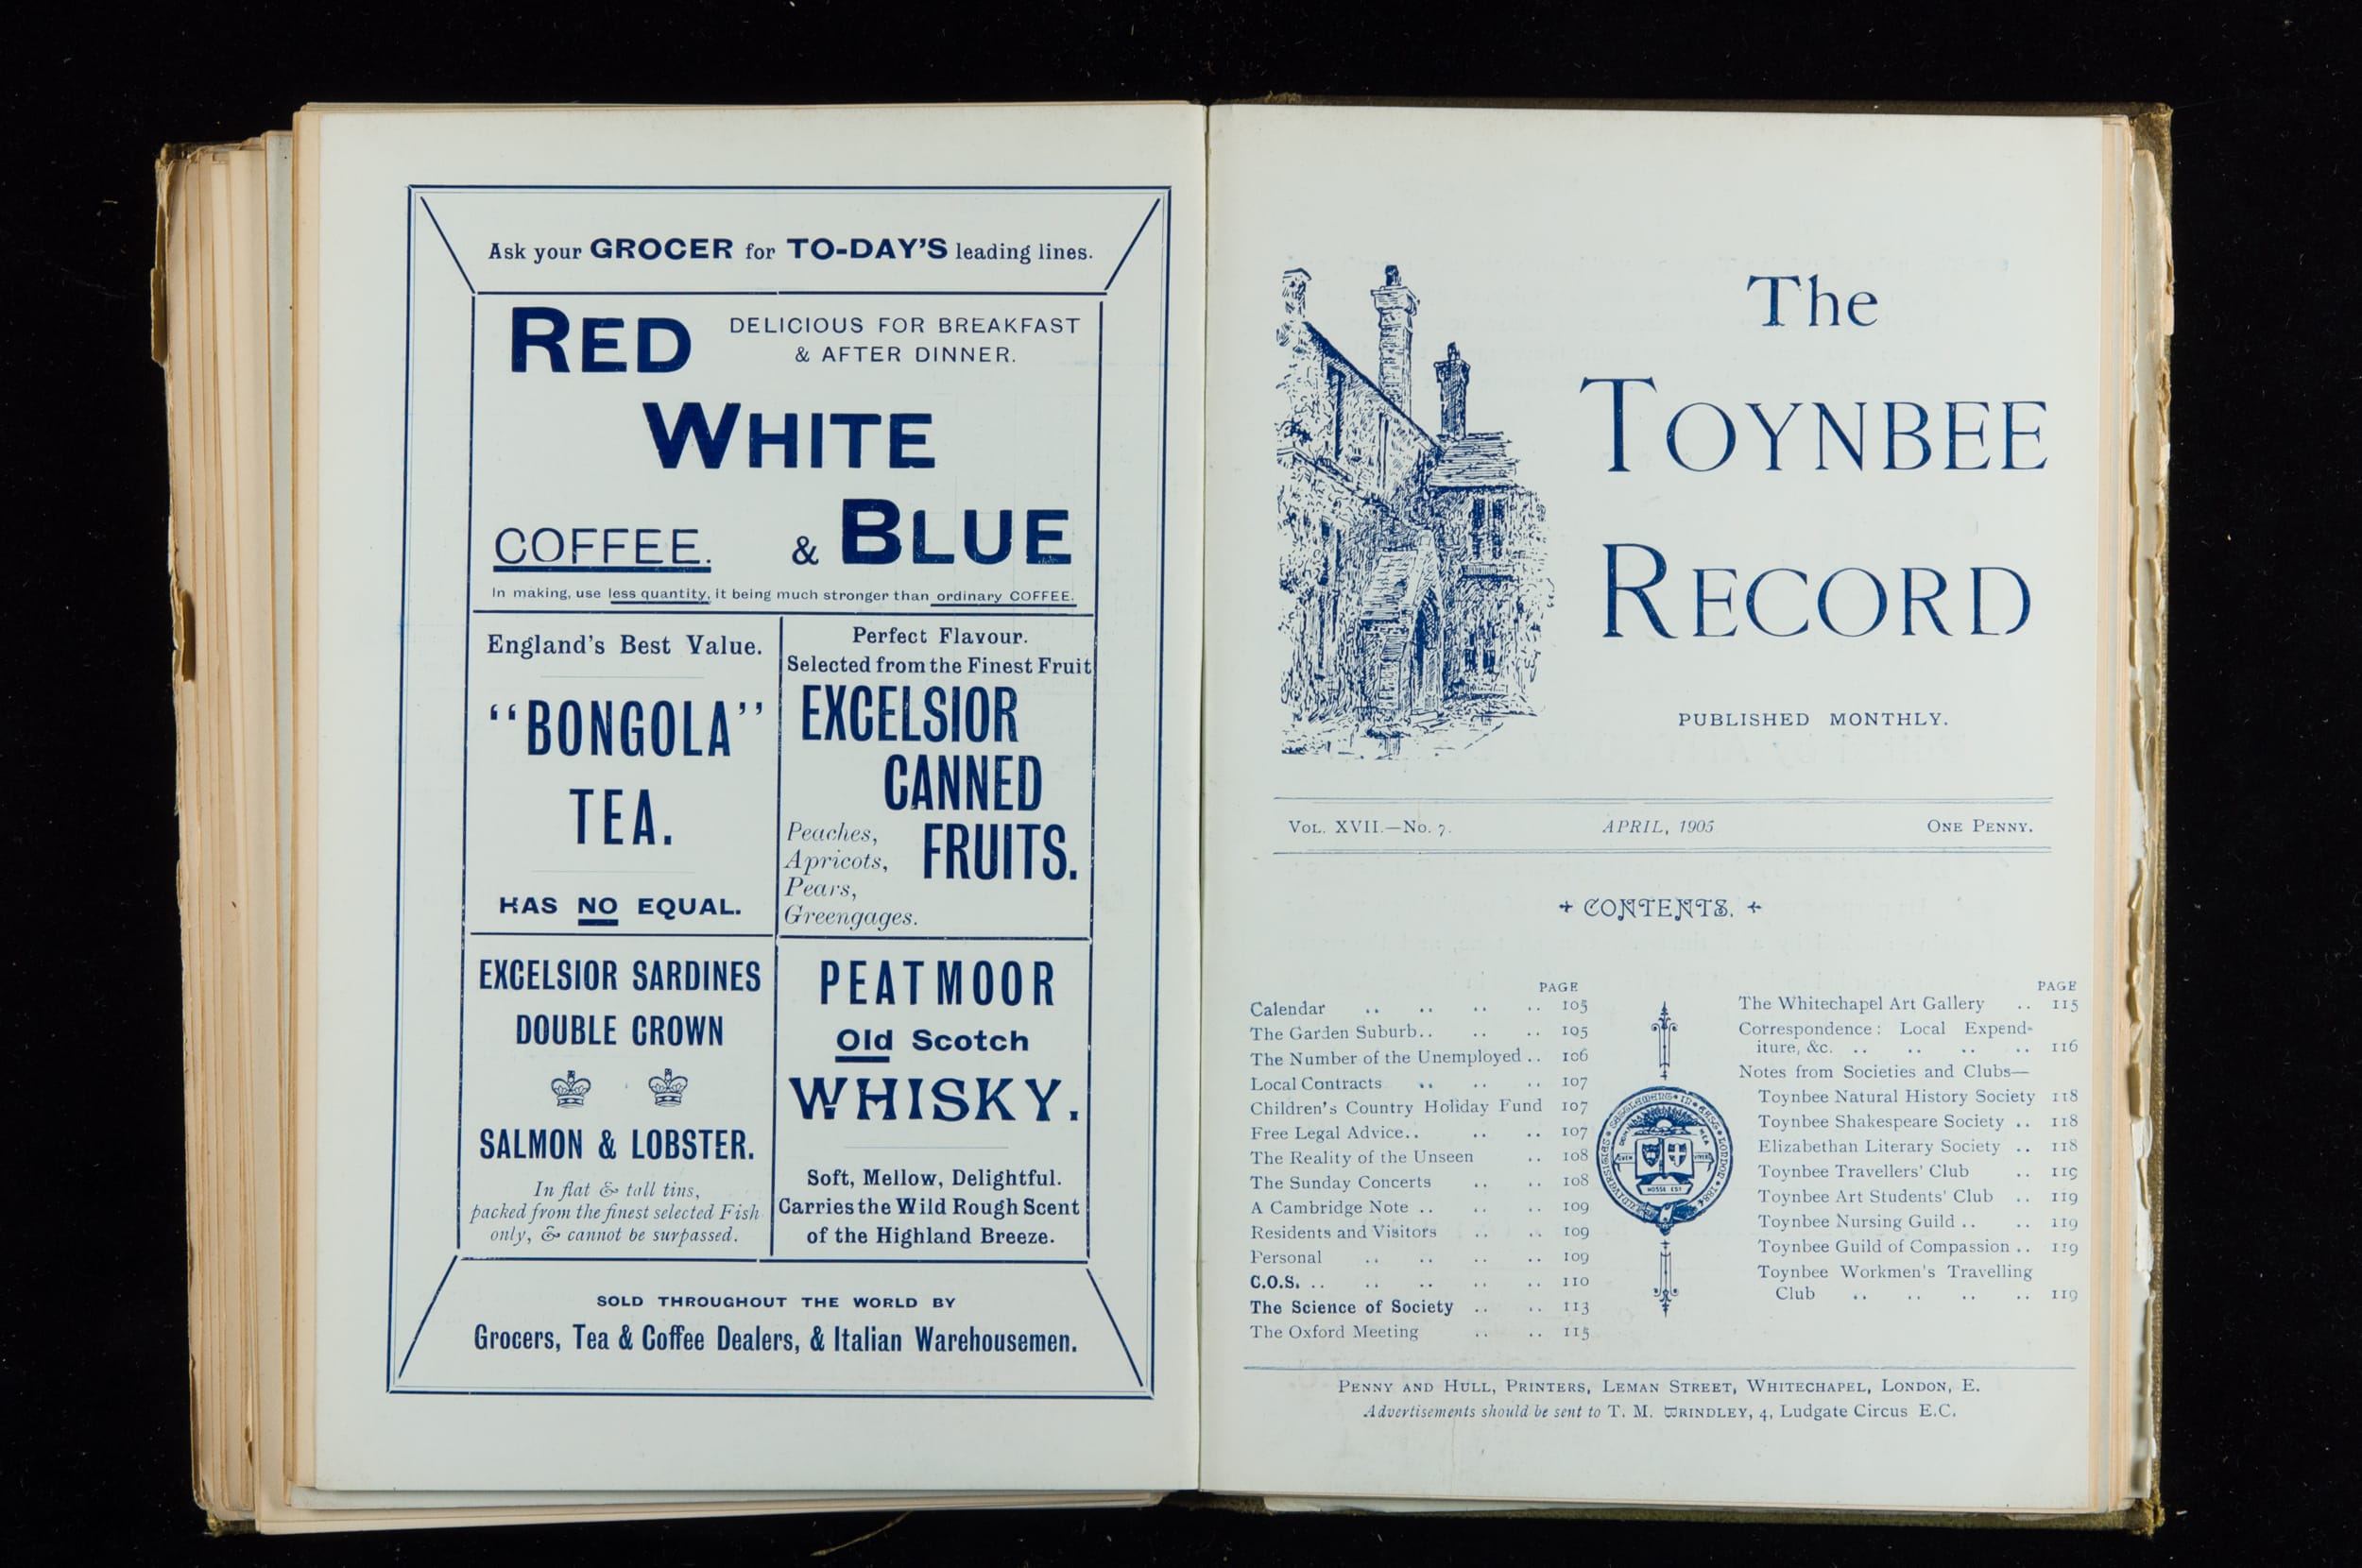 Ask your GROCER for TO-DAY'S leading lines.
RED
DELICIOUS FOR BREAKFAST
& AFTER DINNER.
WHITE
COFFEE. & BLUE
In making, use less quantity, it being much stronger than ordinary COFFEE.
England's Best Value.
"BONGOLA"
TEA.
HAS NO EQUAL.
Perfect Flavour.
Selected from the Finest Fruit
EXCELSIOR
CANNED
FRUITS.
Peaches,
Apricots,
Pears,
Greengages.
EXCELSIOR SARDINES
DOUBLE CROWN
SALMON & LOBSTER.
In flat & tall tins,
packed from the finest selected Fish
only, & cannot be surpassed.
PEAT MOOR
Old Scotch
WHISKY.
Soft, Mellow, Delightful.
Carries the Wild Rough Scent
of the Highland Breeze.
SOLD THROUGHOUT THE WORLD BY
Grocers, Tea & Coffee Dealers, & Italian Warehousemen.
The
TOYNBEE
RECORD
PUBLISHED MONTHLY.
VOL. XVII.—No. 7. APRIL, 1905 ONE PENNY.
CONTENTS.
PAGE
Calendar .. .. .. .. 105
The Garden Suburb .. .. .. 105
The Number of the Unemployed .. 106
Local Contracts .. .. .. 107
Children's Country Holiday Fund 107
Free Legal Advice .. .. .. 107
The Reality of the Unseen .. 108
The Sunday Concerts .. .. 108
A Cambridge Note .. .. .. 109
Residents and Visitors .. .. 109
Personal .. .. .. .. 109
C.O.S. .. .. .. .. .. 110
The Science of Society .. .. 113
The Oxford Meeting .. .. 115
PAGE
The Whitechapel Art Gallery .. 115
Correspondence: Local Expend-
iture, &c. .. .. .. .. 116
Notes from Societies and Clubs—
Toynbee Natural History Society 118
Toynbee Shakespeare Society .. 118
Elizabethan Literary Society .. 118
Toynbee Travellers' Club .. 119
Toynbee Art Students' Club .. 119
Toynbee Nursing Guild .. .. 119
Toynbee Guild of Compassion .. 119
Toynbee Workmen's Travelling
Club .. .. .. .. 119
PENNY AND HULL, PRINTERS, LEMAN STREET, WHITECHAPEL, LONDON, E.
Advertisements should be sent to T. M. BRINDLEY, 4, Ludgate Circus E.C.